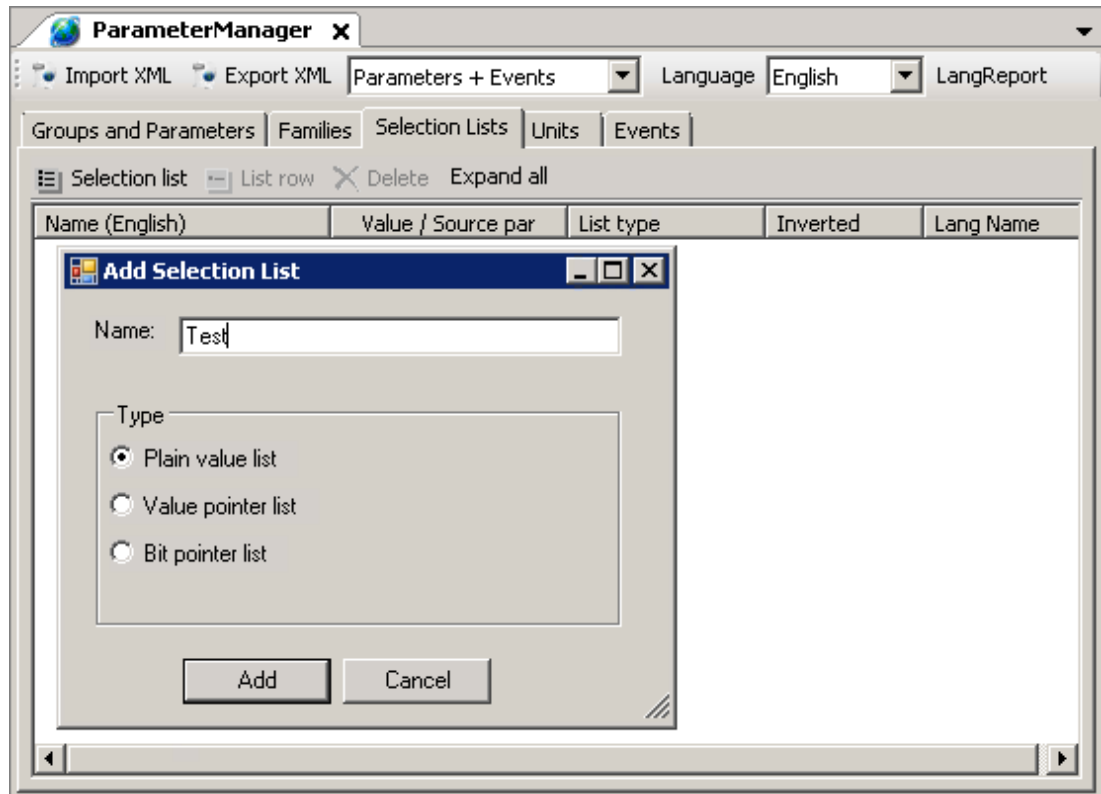 ParameterManager
Import XML Export XML Parameters + Events Language English LangReport
Groups and Parameters Families Selection Lists Units Events
Selection list List row Delete Expand all
Name (English) Value / Source par List type Inverted Lang Name
Add Selection List
Name: Test
Type
Plain value list
Value pointer list
Bit pointer list
Add Cancel